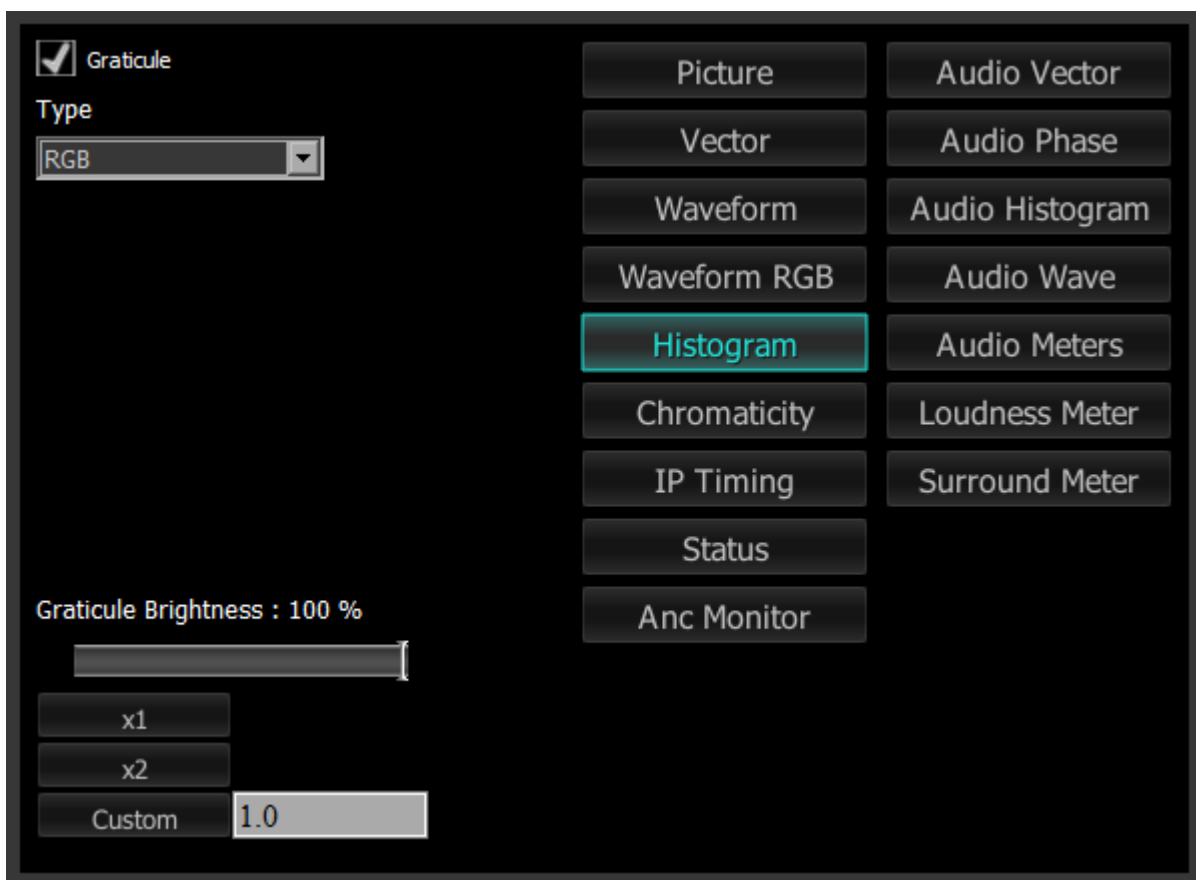 Graticule
Type
RGB
Graticule Brightness : 100 %
x1
x2
Custom
1.0
Picture
Vector
Waveform
Waveform RGB
Histogram
Chromaticity
IP Timing
Status
Anc Monitor
Audio Vector
Audio Phase
Audio Histogram
Audio Wave
Audio Meters
Loudness Meter
Surround Meter